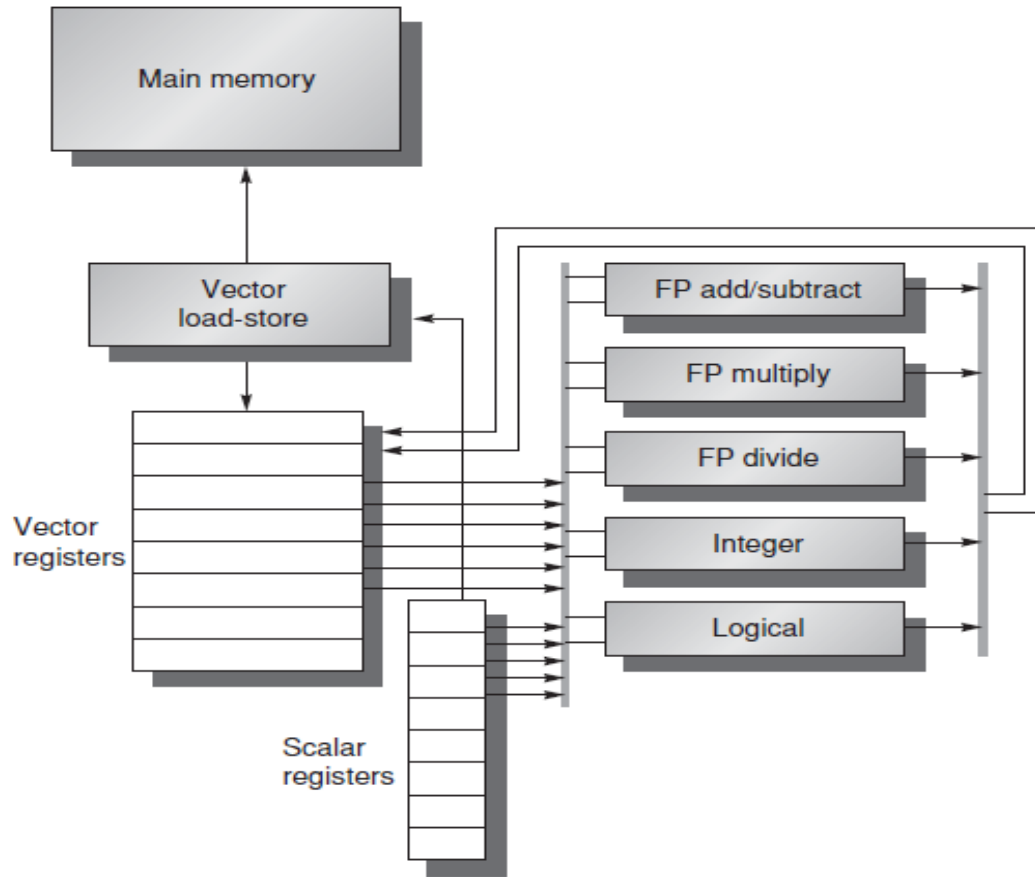 Main memory
Vector
load-store
FP add/subtract
FP multiply
FP divide
Integer
Logical
Vector
registers
Scalar
registers